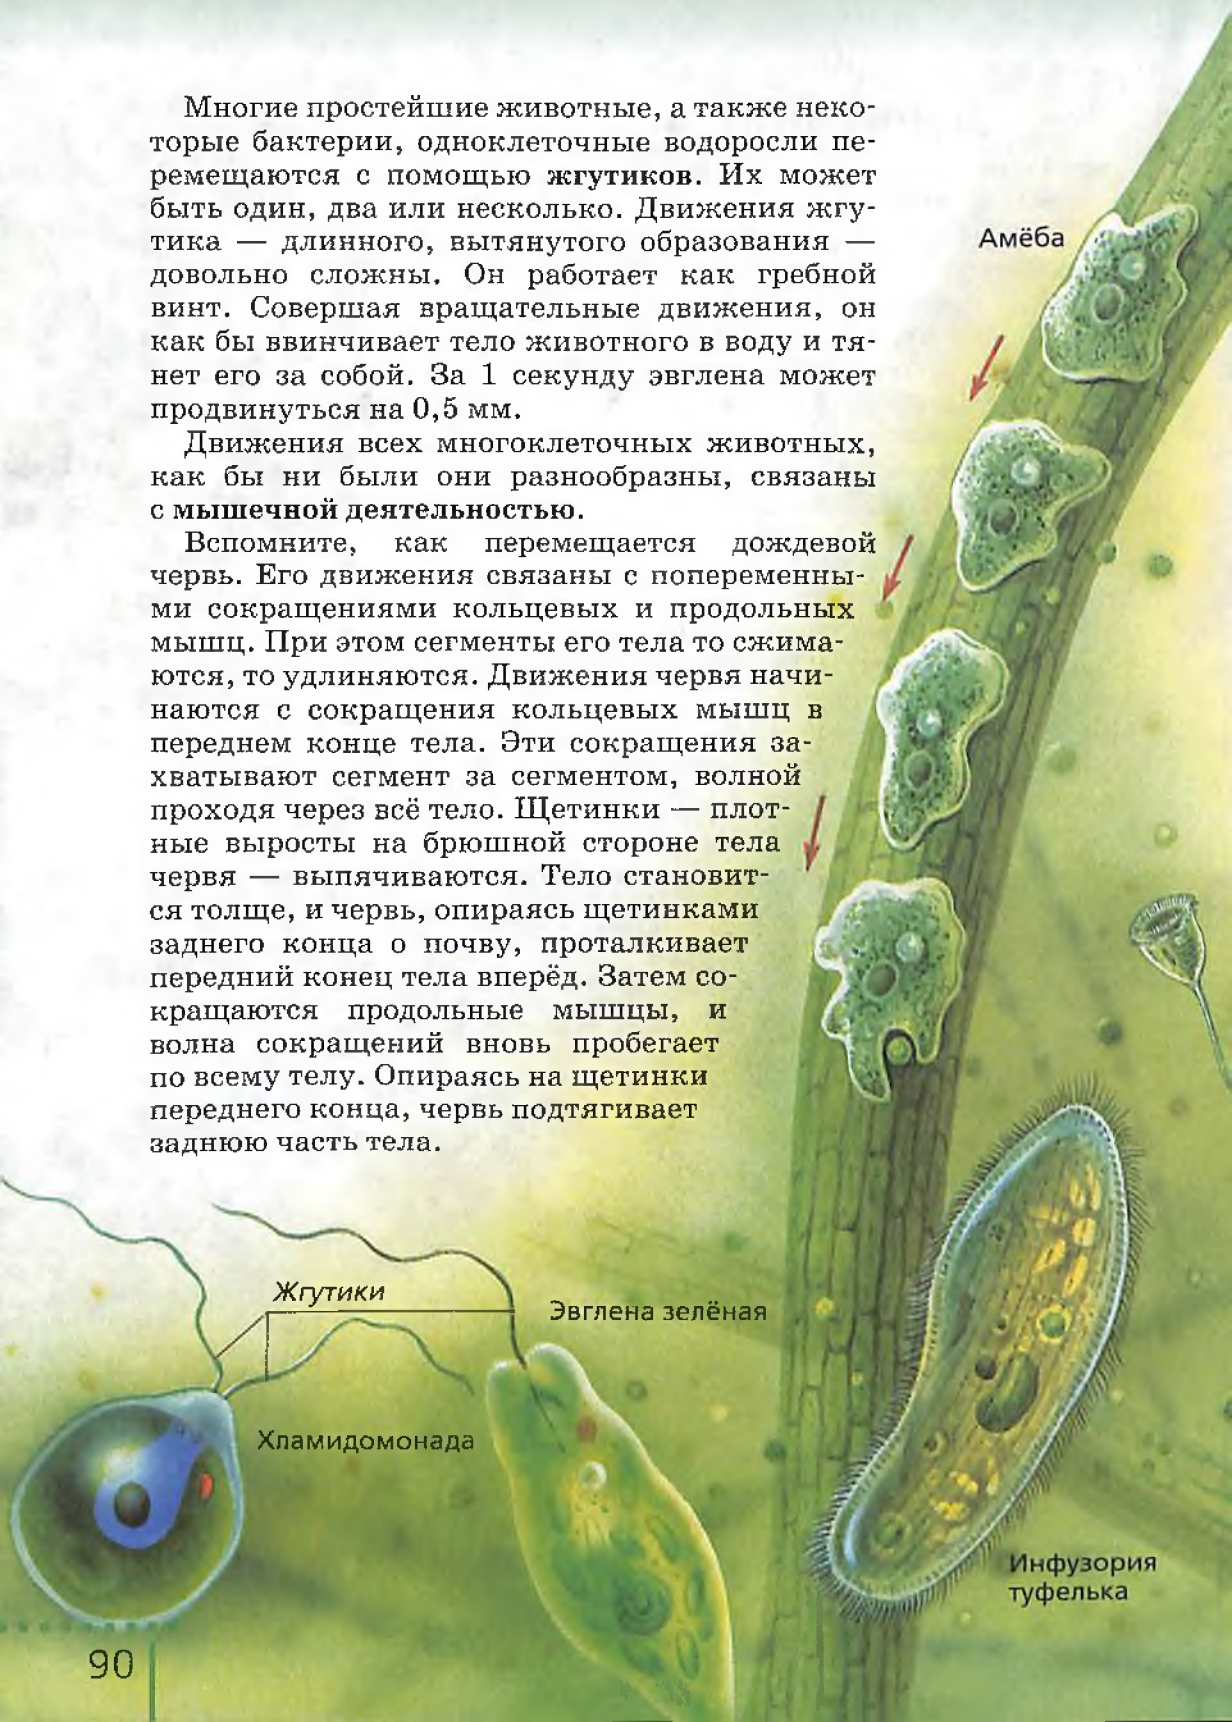 Многие простейшие животные, а также неко-
торые бактерии, одноклеточные водоросли пе-
ремещаются с помощью жгутиков. Их может
быть один, два или несколько. Движения жгу-
тика — длинного, вытянутого образования —
довольно сложны. Он работает как гребной
винт. Совершая вращательные движения, он
как бы ввинчивает тело животного в воду и тя-
нет его за собой. За 1 секунду эвглена может
продвинуться на 0,5 мм.
Движения всех многоклеточных животных,
как бы ни были они разнообразны, связаны
с мышечной деятельностью.
Вспомните, как перемещается дождевой
червь. Его движения связаны с попеременны-
ми сокращениями кольцевых и продольных
мышц. При этом сегменты его тела то сжима-
ются, то удлиняются. Движения червя начи-
наются с сокращения кольцевых мышц в
переднем конце тела. Эти сокращения за-
хватывают сегмент за сегментом, волной
проходя через всё тело. Щетинки — плот-
ные выросты на брюшной стороне тела
червя — выпячиваются. Тело становит-
ся толще, и червь, опираясь щетинками
заднего конца о почву, проталкивает
передний конец тела вперёд. Затем со-
кращаются продольные мышцы, и
волна сокращений вновь пробегает
по всему телу. Опираясь на щетинки
переднего конца, червь подтягивает
заднюю часть тела.
Амёба
Жгутики
Эвглена зелёная
Хламидомонада
Инфузория
туфелька
90